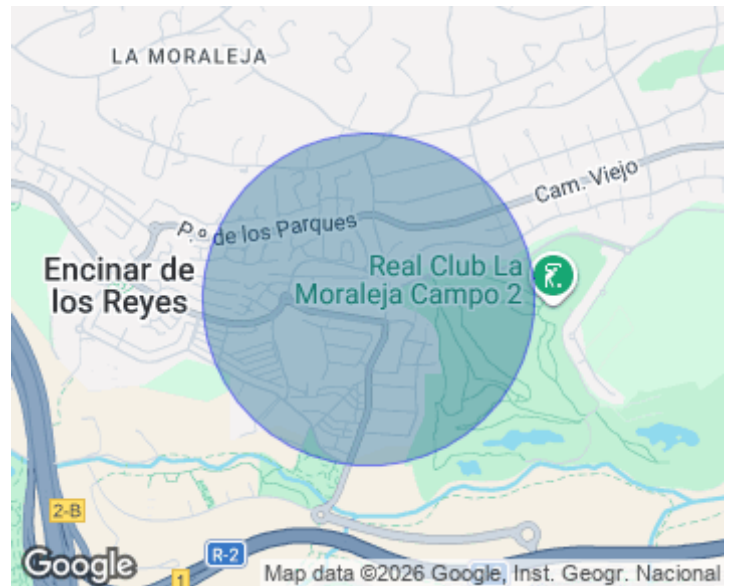 LA MORALEJA
Cam. Viejo
P.º de los Parques
Encinar de
los Reyes
Real Club La
Moraleja Campo 2
2-B
R-2
1
Google
Map data ©2026 Google, Inst. Geogr. Nacional